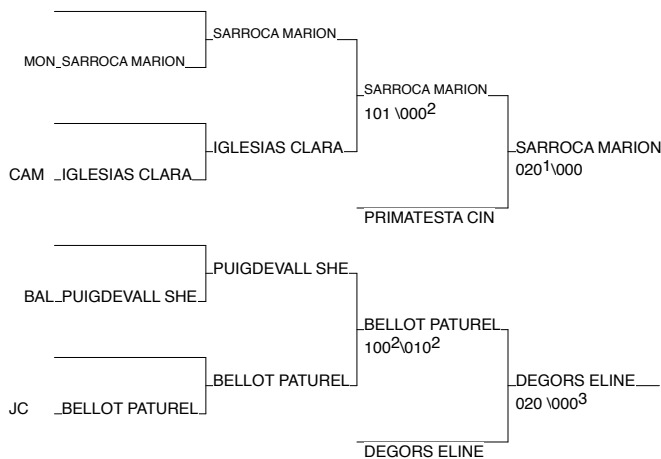 SARROCA MARION
MON SARROCA MARION
SARROCA MARION
101 \000²
IGLESIAS CLARA
SARROCA MARION
020¹\000
CAM IGLESIAS CLARA
PRIMATESTA CIN
PUIGDEVALL SHE
BAL PUIGDEVALL SHE
BELLOT PATUREL
100²\010²
BELLOT PATUREL
DEGORS ELINE
020 \000³
JC BELLOT PATUREL
DEGORS ELINE